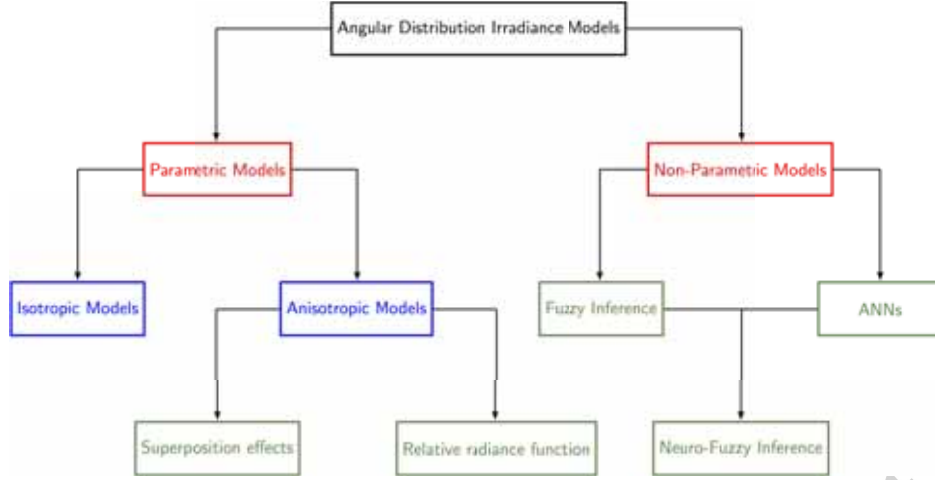 Angular Distribution Irradiance Models
Parametric Models
Non-Parametric Models
Isotropic Models
Anisotropic Models
Fuzzy Inference
ANNs
Superposition effects
Relative radiance function
Neuro-Fuzzy Inference